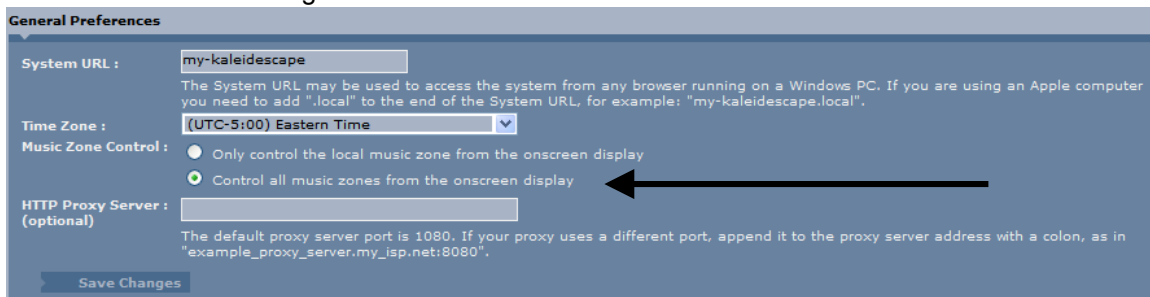 General Preferences
System URL :
my-kaleidescape
The System URL may be used to access the system from any browser running on a Windows PC. If you are using an Apple computer
you need to add ".local" to the end of the System URL, for example: "my-kaleidescape.local".
Time Zone :
(UTC-5:00) Eastern Time
Music Zone Control :
Only control the local music zone from the onscreen display
Control all music zones from the onscreen display
HTTP Proxy Server :
(optional)
The default proxy server port is 1080. If your proxy uses a different port, append it to the proxy server address with a colon, as in
"example_proxy_server.my_isp.net:8080".
Save Changes